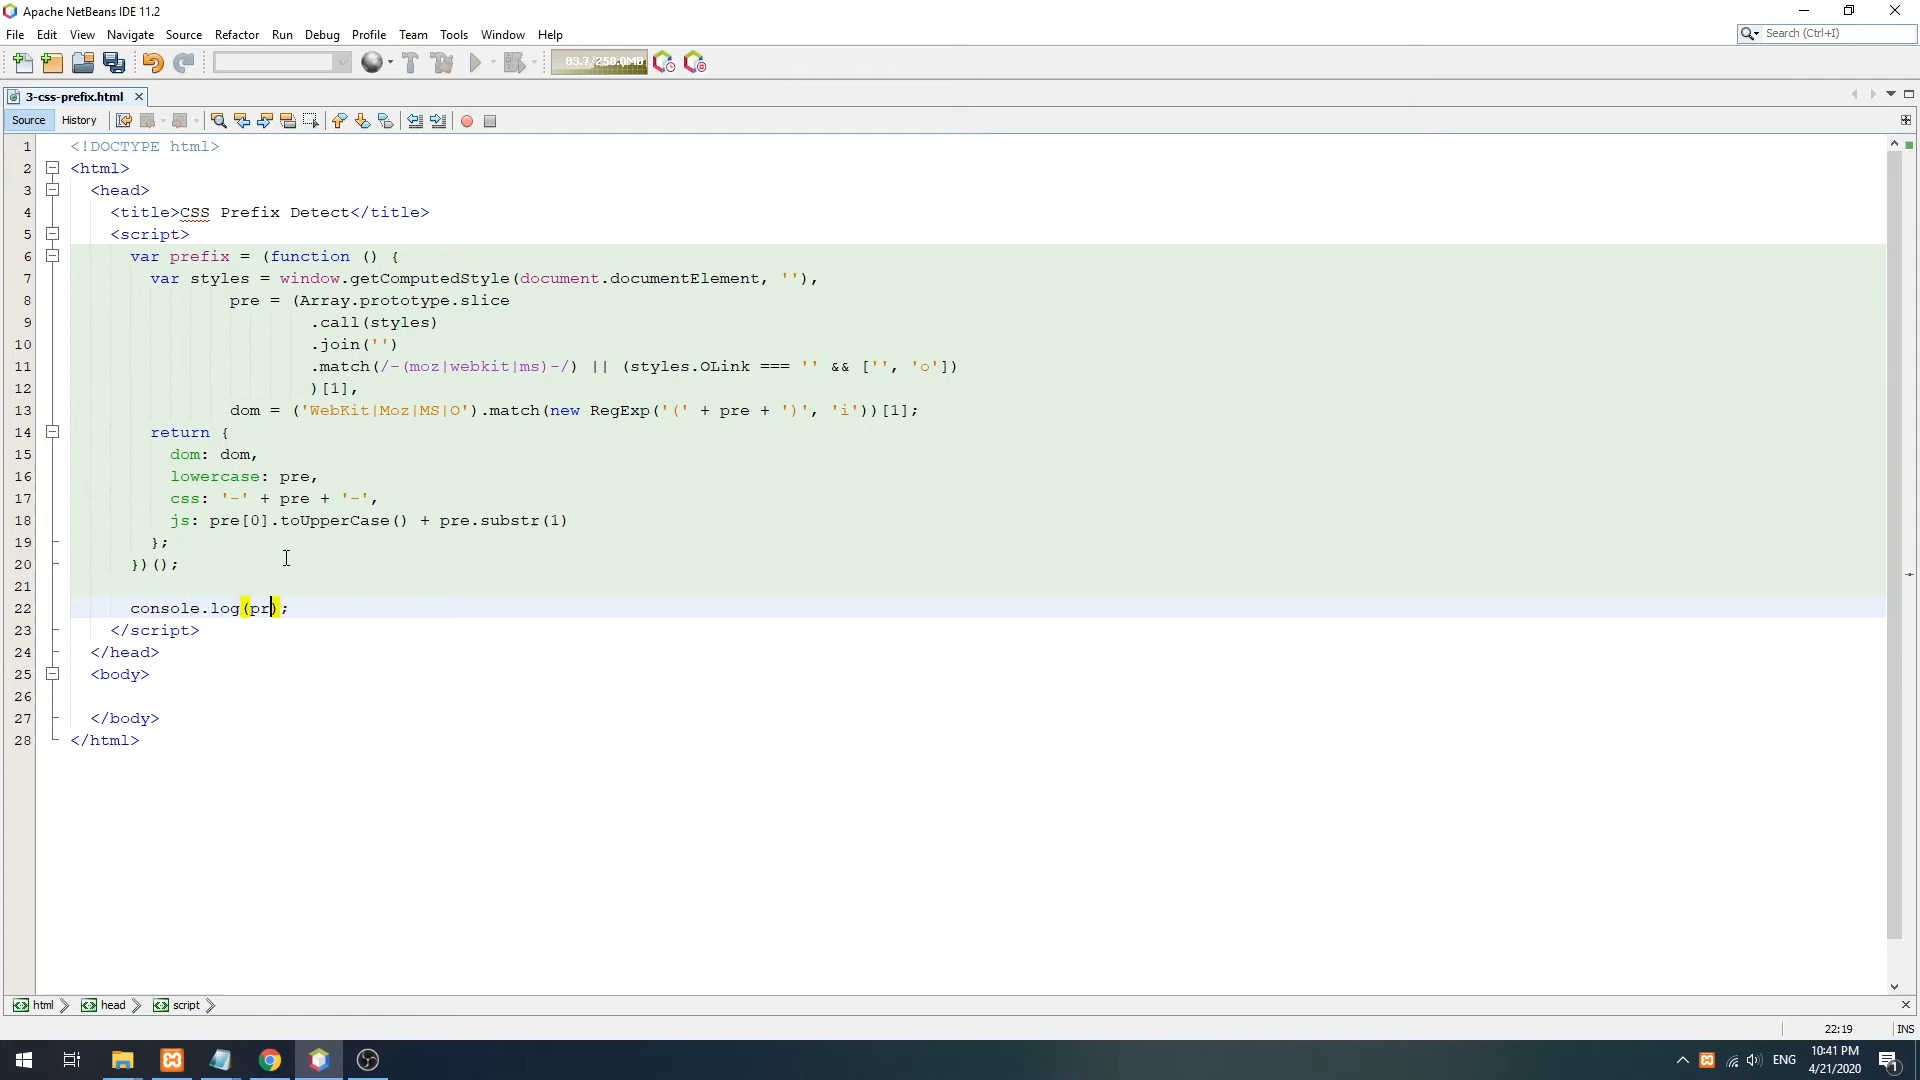 Apache NetBeans IDE 11.2
File Edit View Navigate Source Refactor Run Debug Profile Team Tools Window Help
Search (Ctrl+I)
83.7/258.0MB
3-css-prefix.html
Source History
1 <!DOCTYPE html>
2 <html>
3 <head>
4 <title>CSS Prefix Detect</title>
5 <script>
6 var prefix = (function () {
7 var styles = window.getComputedStyle(document.documentElement, ''),
8 pre = (Array.prototype.slice
9 .call(styles)
10 .join('')
11 .match(/-(moz|webkit|ms)-/) || (styles.OLink === '' && ['', 'o'])
12 )[1],
13 dom = ('WebKit|Moz|MS|O').match(new RegExp('(' + pre + ')', 'i'))[1];
14 return {
15 dom: dom,
16 lowercase: pre,
17 css: '-' + pre + '-',
18 js: pre[0].toUpperCase() + pre.substr(1)
19 };
20 })();
21
22 console.log(pr);
23 </script>
24 </head>
25 <body>
26
27 </body>
28 </html>
html head script
22:19 INS
ENG
10:41 PM
4/21/2020
1